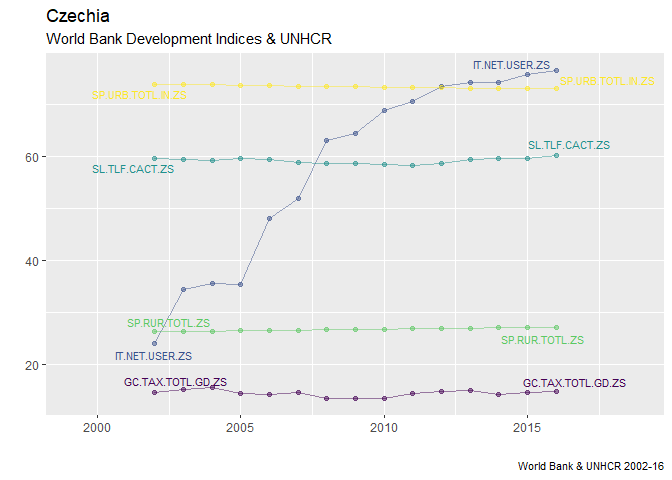 Czechia
World Bank Development Indices & UNHCR
IT.NET.USER.ZS
SP.URB.TOTL.IN.ZS
SP.URB.TOTL.IN.ZS
60
SL.TLF.CACT.ZS
SL.TLF.CACT.ZS
40
SP.RUR.TOTL.ZS
SP.RUR.TOTL.ZS
IT.NET.USER.ZS
20
GC.TAX.TOTL.GD.ZS
GC.TAX.TOTL.GD.ZS
2000 2005 2010 2015
World Bank & UNHCR 2002-16